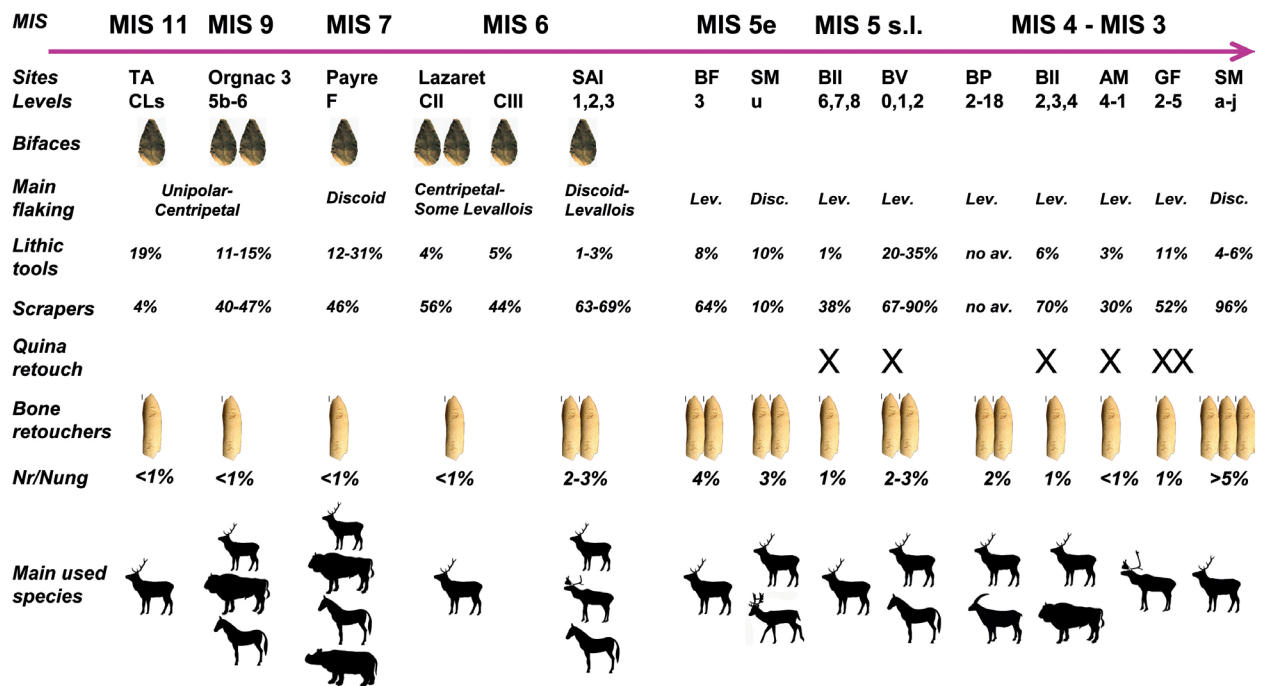 MIS MIS 11 MIS 9 MIS 7 MIS 6 MIS 5e MIS 5 s.l. MIS 4 - MIS 3
Sites TA Orgnac 3 Payre Lazaret SAI BF SM BII BV BP BII AM GF SM
Levels CLs 5b-6 F CII CIII 1,2,3 3 u 6,7,8 0,1,2 2-18 2,3,4 4-1 2-5 a-j
Bifaces
Main Unipolar- Centripetal- Discoid-
flaking Centripetal Discoid Some Levallois Levallois Lev. Disc. Lev. Lev. Lev. Lev. Lev. Lev. Disc.
Lithic
tools 19% 11-15% 12-31% 4% 5% 1-3% 8% 10% 1% 20-35% no av. 6% 3% 11% 4-6%
Scrapers 4% 40-47% 46% 56% 44% 63-69% 64% 10% 38% 67-90% no av. 70% 30% 52% 96%
Quina
retouch X X X X XX
Bone
retouchers
Nr/Nung <1% <1% <1% <1% 2-3% 4% 3% 1% 2-3% 2% 1% <1% 1% >5%
Main used
species